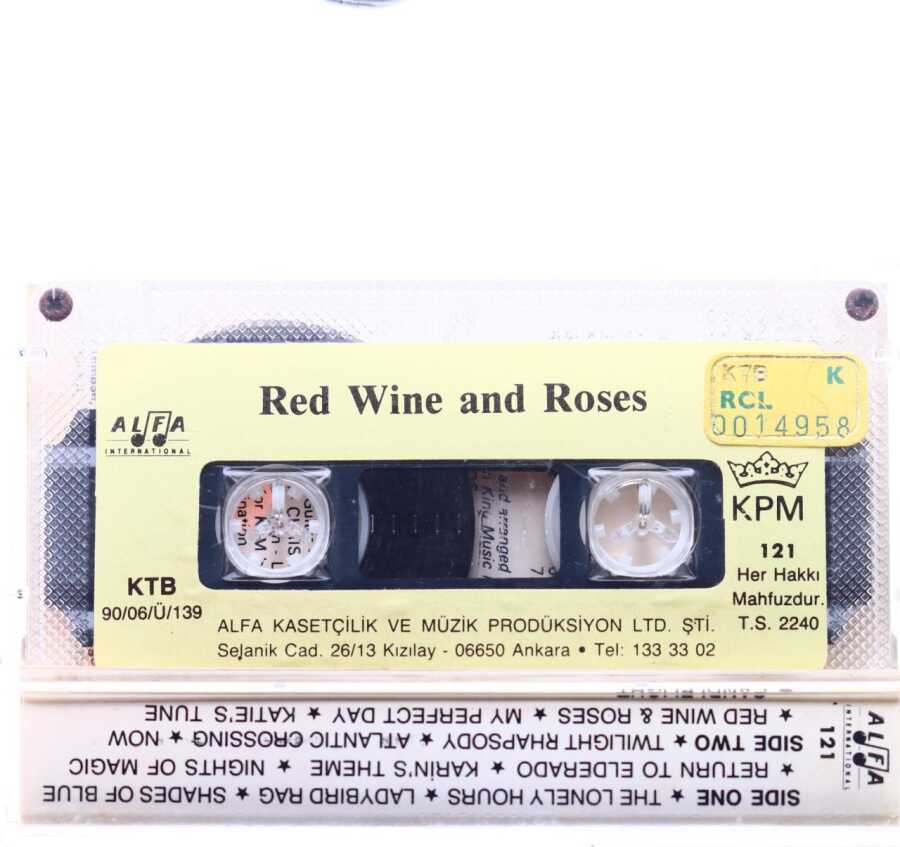 Red Wine and Roses
ALFA
INTERNATIONAL
K
RCL
0014958
KPM
121
Her Hakkı
Mahfuzdur.
T.S. 2240
KTB
90/06/Ü/139
and arranged
Music
ALFA KASETÇİLİK VE MÜZİK PRODÜKSİYON LTD. ŞTİ.
Selanik Cad. 26/13 Kızılay - 06650 Ankara • Tel: 133 33 02
ALFA
INTERNATIONAL
121
SIDE ONE ★ THE LONELY HOURS ★ LADYBIRD RAG ★ SHADES OF BLUE
★ RETURN TO ELDERADO ★ KARIN'S THEME ★ NIGHTS OF MAGIC
SIDE TWO ★ TWILIGHT RHAPSODY ★ ATLANTIC CROSSING ★ NOW
★ RED WINE & ROSES ★ MY PERFECT DAY ★ KATIE'S TUNE